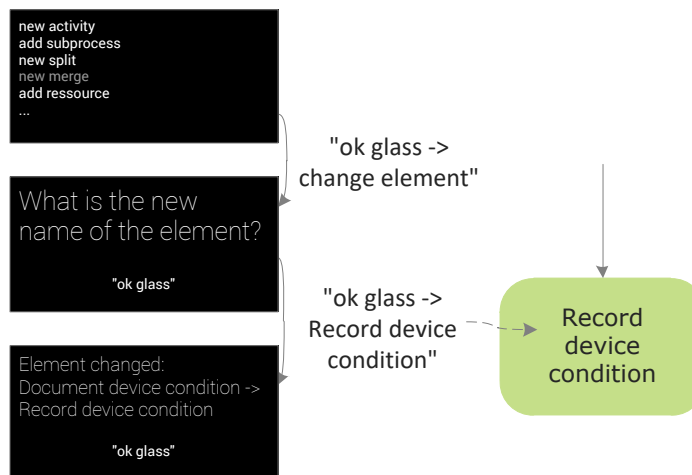 new activity
add subprocess
new split
new merge
add ressource
...
"ok glass ->
change element"
What is the new
name of the element?
"ok glass"
"ok glass ->
Record device
condition"
Record
device
condition
Element changed:
Document device condition ->
Record device condition
"ok glass"